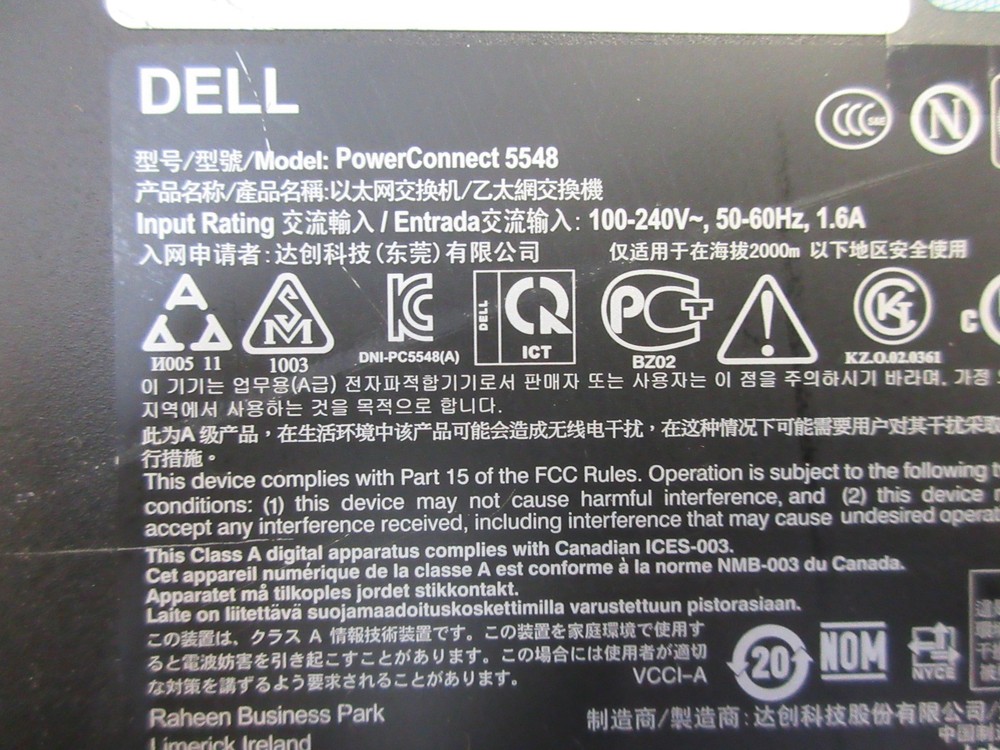 DELL
型号/型號/Model: PowerConnect 5548
产品名称/產品名稱:以太网交换机/乙太網交換機
Input Rating 交流輸入 / Entrada交流输入: 100-240V~, 50-60Hz, 1.6A
入网申请者:达创科技(东莞)有限公司
仅适用于在海拔2000m 以下地区安全使用
CCC S&E
N
И005 11
1003
DNI-PC5548(A)
DELL
ICT
PCT
BZ02
KZ.O.02.0361
이 기기는 업무용(A급) 전자파적합기기로서 판매자 또는 사용자는 이 점을 주의하시기 바라며, 가정
지역에서 사용하는 것을 목적으로 합니다.
此为A 级产品，在生活环境中该产品可能会造成无线电干扰，在这种情况下可能需要用户对其干扰采取
行措施。
This device complies with Part 15 of the FCC Rules. Operation is subject to the following
conditions: (1) this device may not cause harmful interference, and (2) this device
accept any interference received, including interference that may cause undesired
This Class A digital apparatus complies with Canadian ICES-003.
Cet appareil numérique de la classe A est conforme à la norme NMB-003 du Canada.
Apparatet må tilkoples jordet stikkontakt.
Laite on liitettävä suojamaadoituskoskettimilla varustettuun pistorasiaan.
この装置は、クラス A 情報技術装置です。この装置を家庭環境で使用す
ると電波妨害を引き起こすことがあります。この場合には使用者が適切
な対策を講ずるよう要求されることがあります。
VCCI-A
20
NOM
NYCE
Raheen Business Park
Limerick Ireland
制造商/製造商:达创科技股份有限公司/
中国制